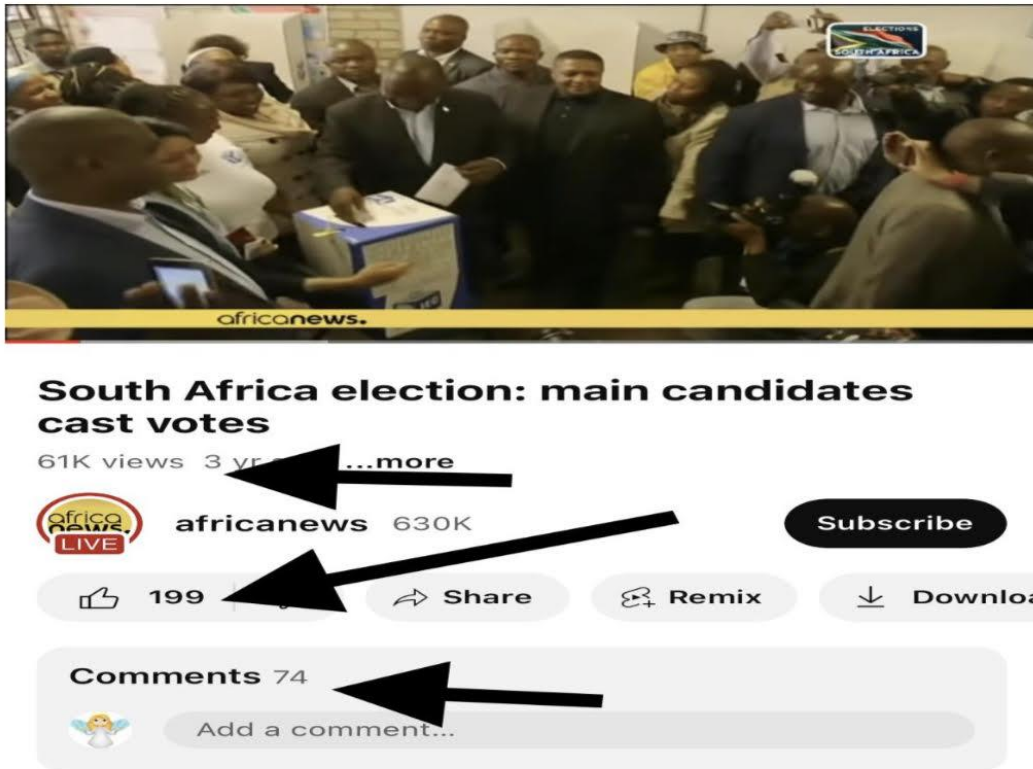 ELECTIONS
SOUTH AFRICA
IEC
africanews.
South Africa election: main candidates
cast votes
61K views 3 yr ...more
africa
news.
LIVE
africanews 630K
Subscribe
199
Share
Remix
Downloa
Comments 74
Add a comment...